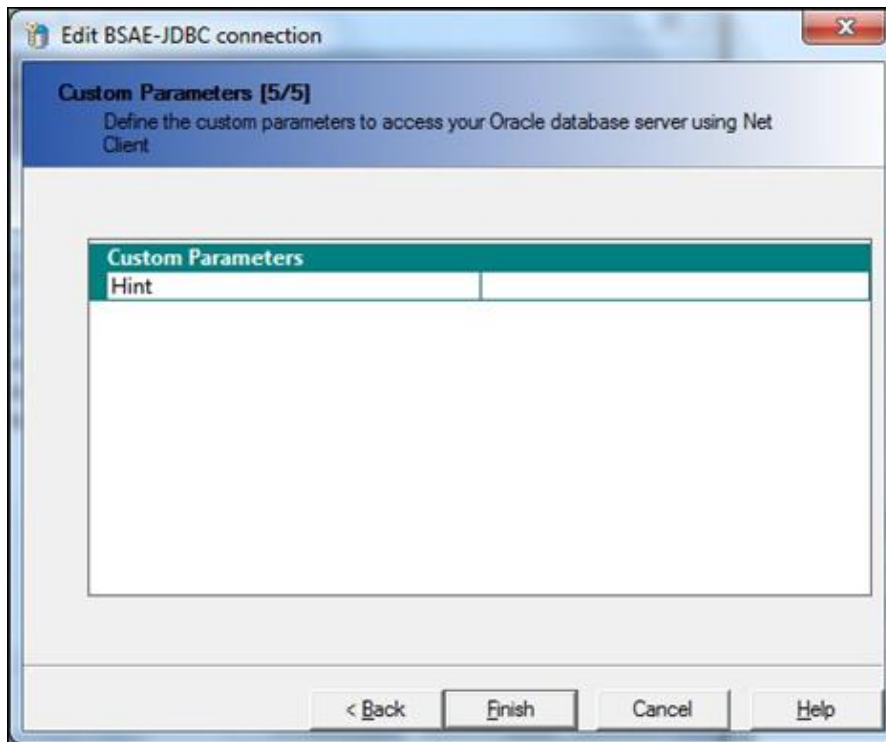 Edit BSAE-JDBC connection
Custom Parameters [5/5]
Define the custom parameters to access your Oracle database server using Net
Client
Custom Parameters
Hint
< Back Finish Cancel Help